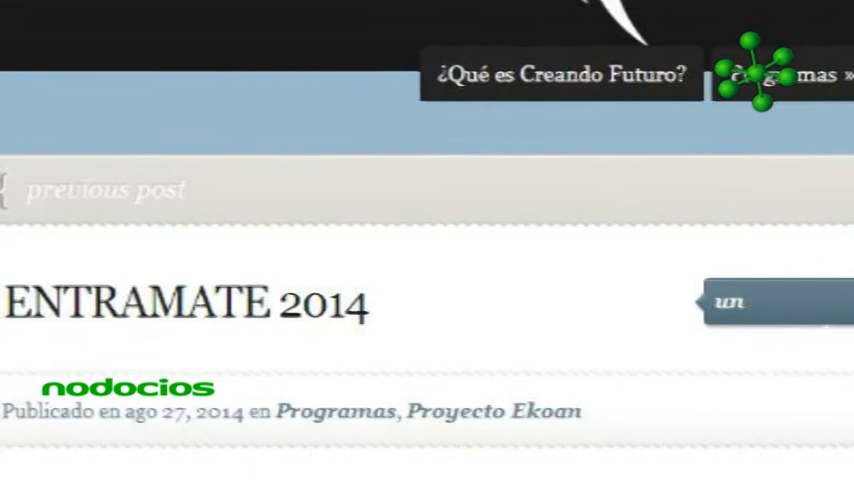 ¿Qué es Creando Futuro?
Programas »
{ previous post
ENTRAMATE 2014
un
nodocios
Publicado en ago 27, 2014 en Programas, Proyecto Ekoan